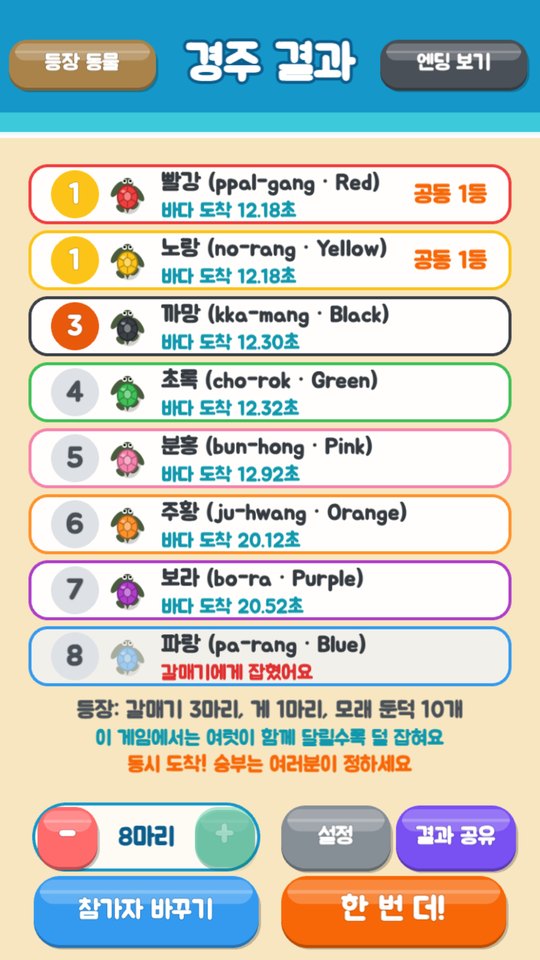 등장 동물
경주 결과
엔딩 보기
1
빨강 (ppal-gang · Red)
바다 도착 12.18초
공동 1등
1
노랑 (no-rang · Yellow)
바다 도착 12.18초
공동 1등
3
까망 (kka-mang · Black)
바다 도착 12.30초
4
초록 (cho-rok · Green)
바다 도착 12.32초
5
분홍 (bun-hong · Pink)
바다 도착 12.92초
6
주황 (ju-hwang · Orange)
바다 도착 20.12초
7
보라 (bo-ra · Purple)
바다 도착 20.52초
8
파랑 (pa-rang · Blue)
갈매기에게 잡혔어요
등장: 갈매기 3마리, 게 1마리, 모래 둔덕 10개
이 게임에서는 여럿이 함께 달릴수록 덜 잡혀요
동시 도착! 승부는 여러분이 정하세요
-
8마리
+
설정
결과 공유
참가자 바꾸기
한 번 더!